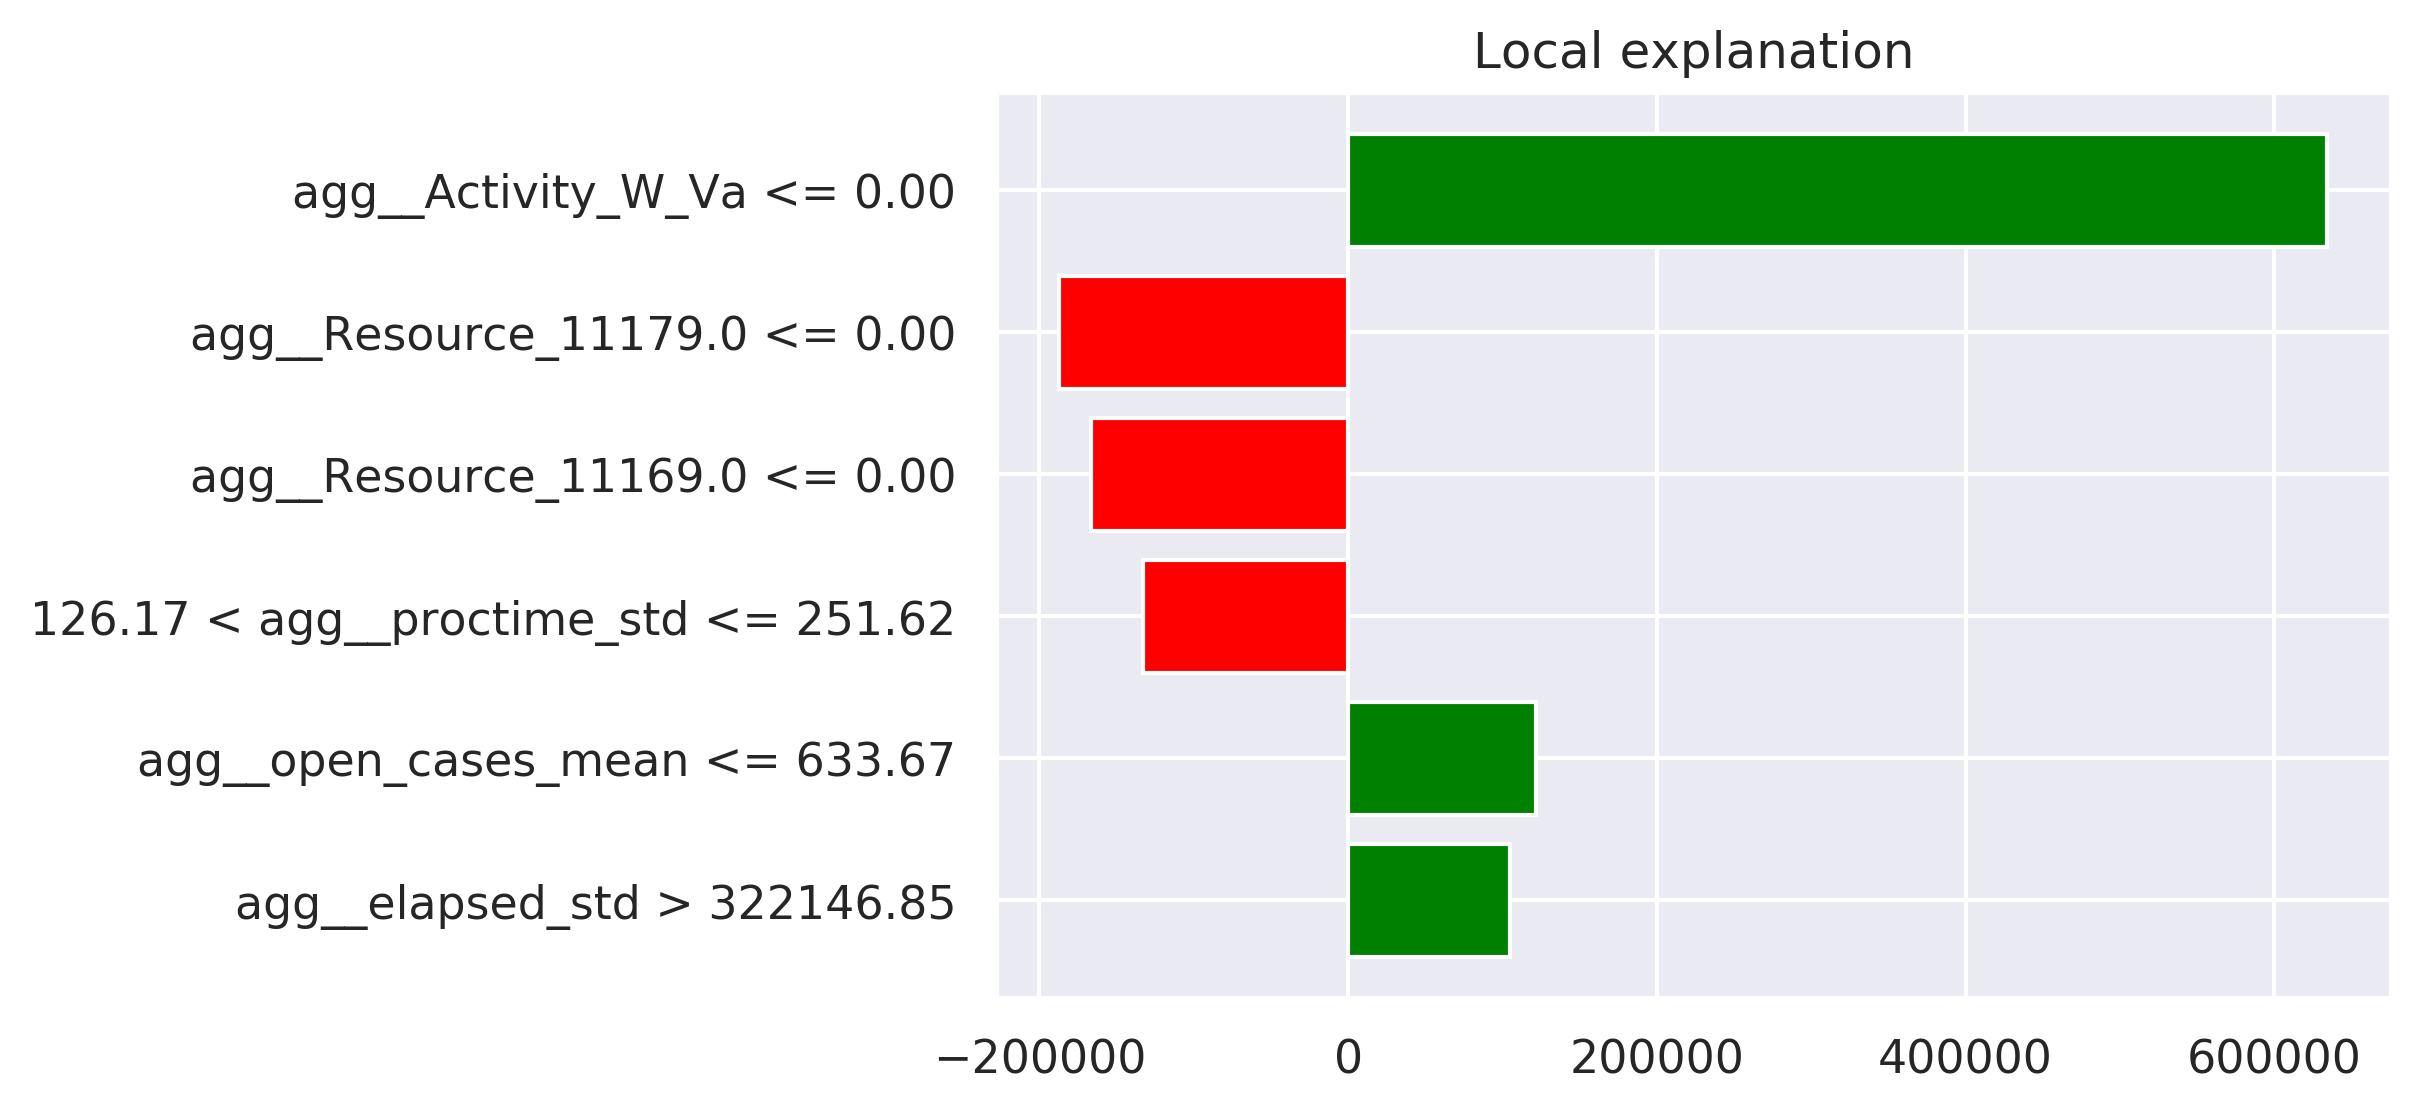 Local explanation
agg__Activity_W_Va <= 0.00
agg__Resource_11179.0 <= 0.00
agg__Resource_11169.0 <= 0.00
126.17 < agg__proctime_std <= 251.62
agg__open_cases_mean <= 633.67
agg__elapsed_std > 322146.85
−200000 0 200000 400000 600000